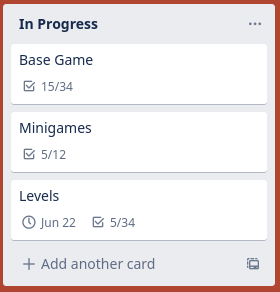 In Progress
Base Game
15/34
Minigames
5/12
Levels
Jun 22 5/34
Add another card